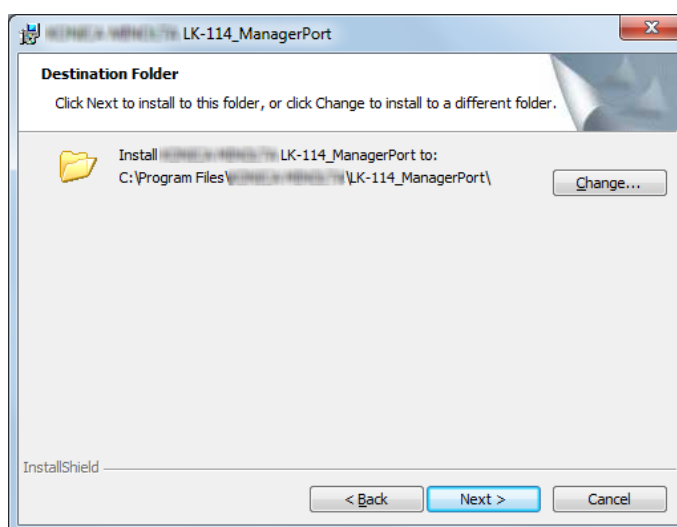 LK-114_ManagerPort
Destination Folder
Click Next to install to this folder, or click Change to install to a different folder.
Install LK-114_ManagerPort to:
C:\Program Files\ \LK-114_ManagerPort\
Change...
InstallShield
< Back
Next >
Cancel